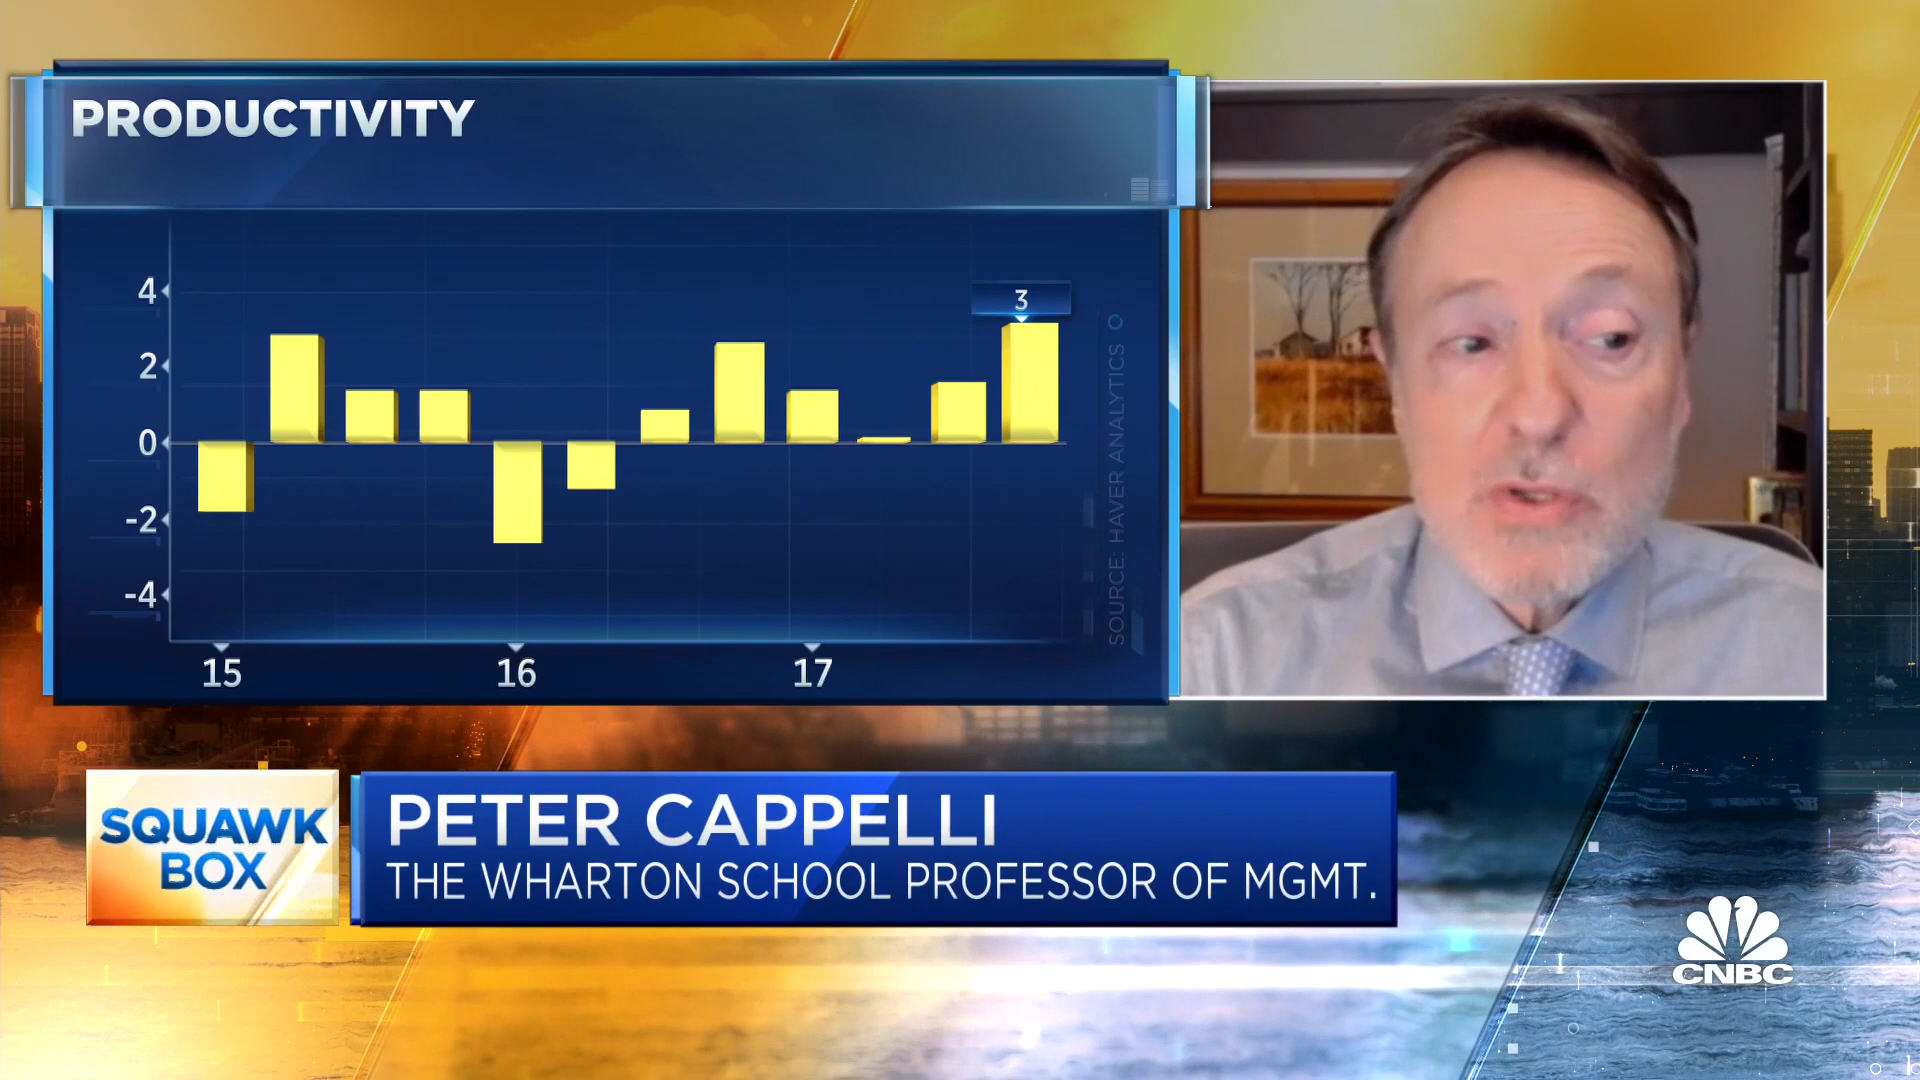 PRODUCTIVITY
4
2
0
-2
-4
3
15
16
17
SOURCE: HAVER ANALYTICS
SQUAWK
BOX
PETER CAPPELLI
THE WHARTON SCHOOL PROFESSOR OF MGMT.
CNBC